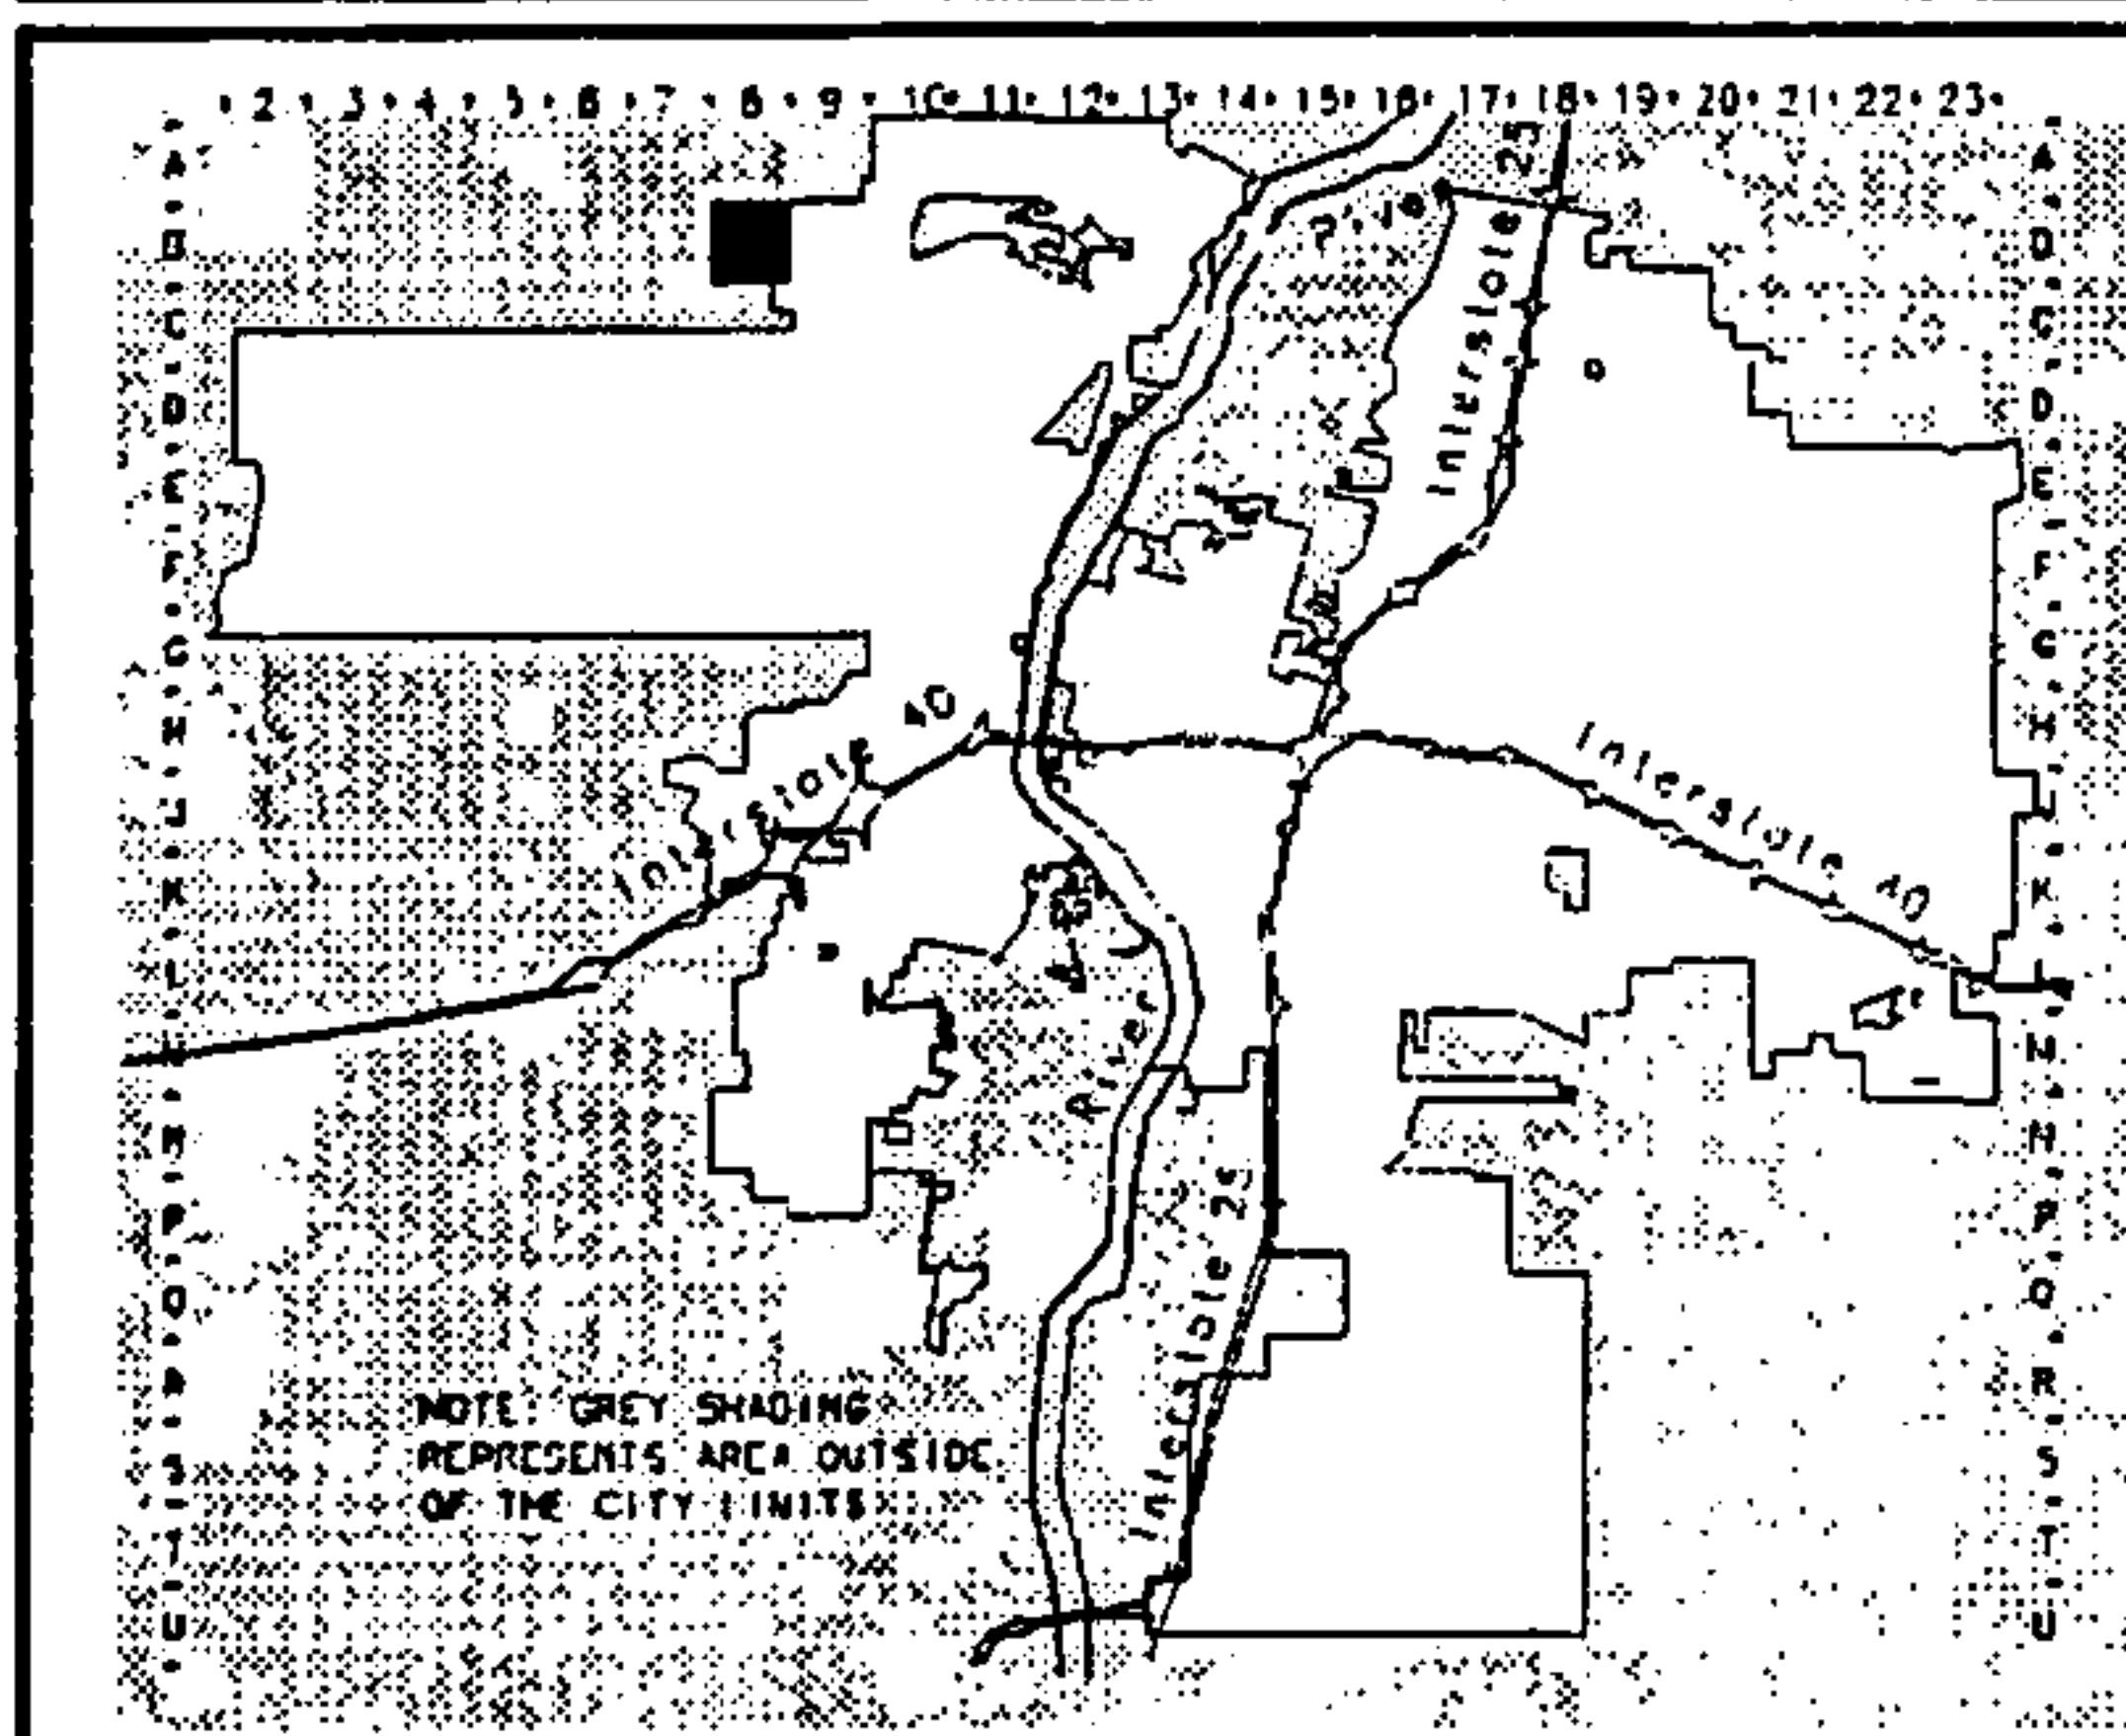 2 3 4 5 6 7 8 9 10 11 12 13 14 15 16 17 18 19 20 21 22 23
A A
B
C C
D D
E E
F F
G G
H H
J J
K K
L L
M M
N N
P P
Q Q
R R
S S
T T
U U
Interstate 25
Interstate 40
Interstate 40
River
Interstate 25
NOTE: GREY SHADING
REPRESENTS AREA OUTSIDE
OF THE CITY LIMITS